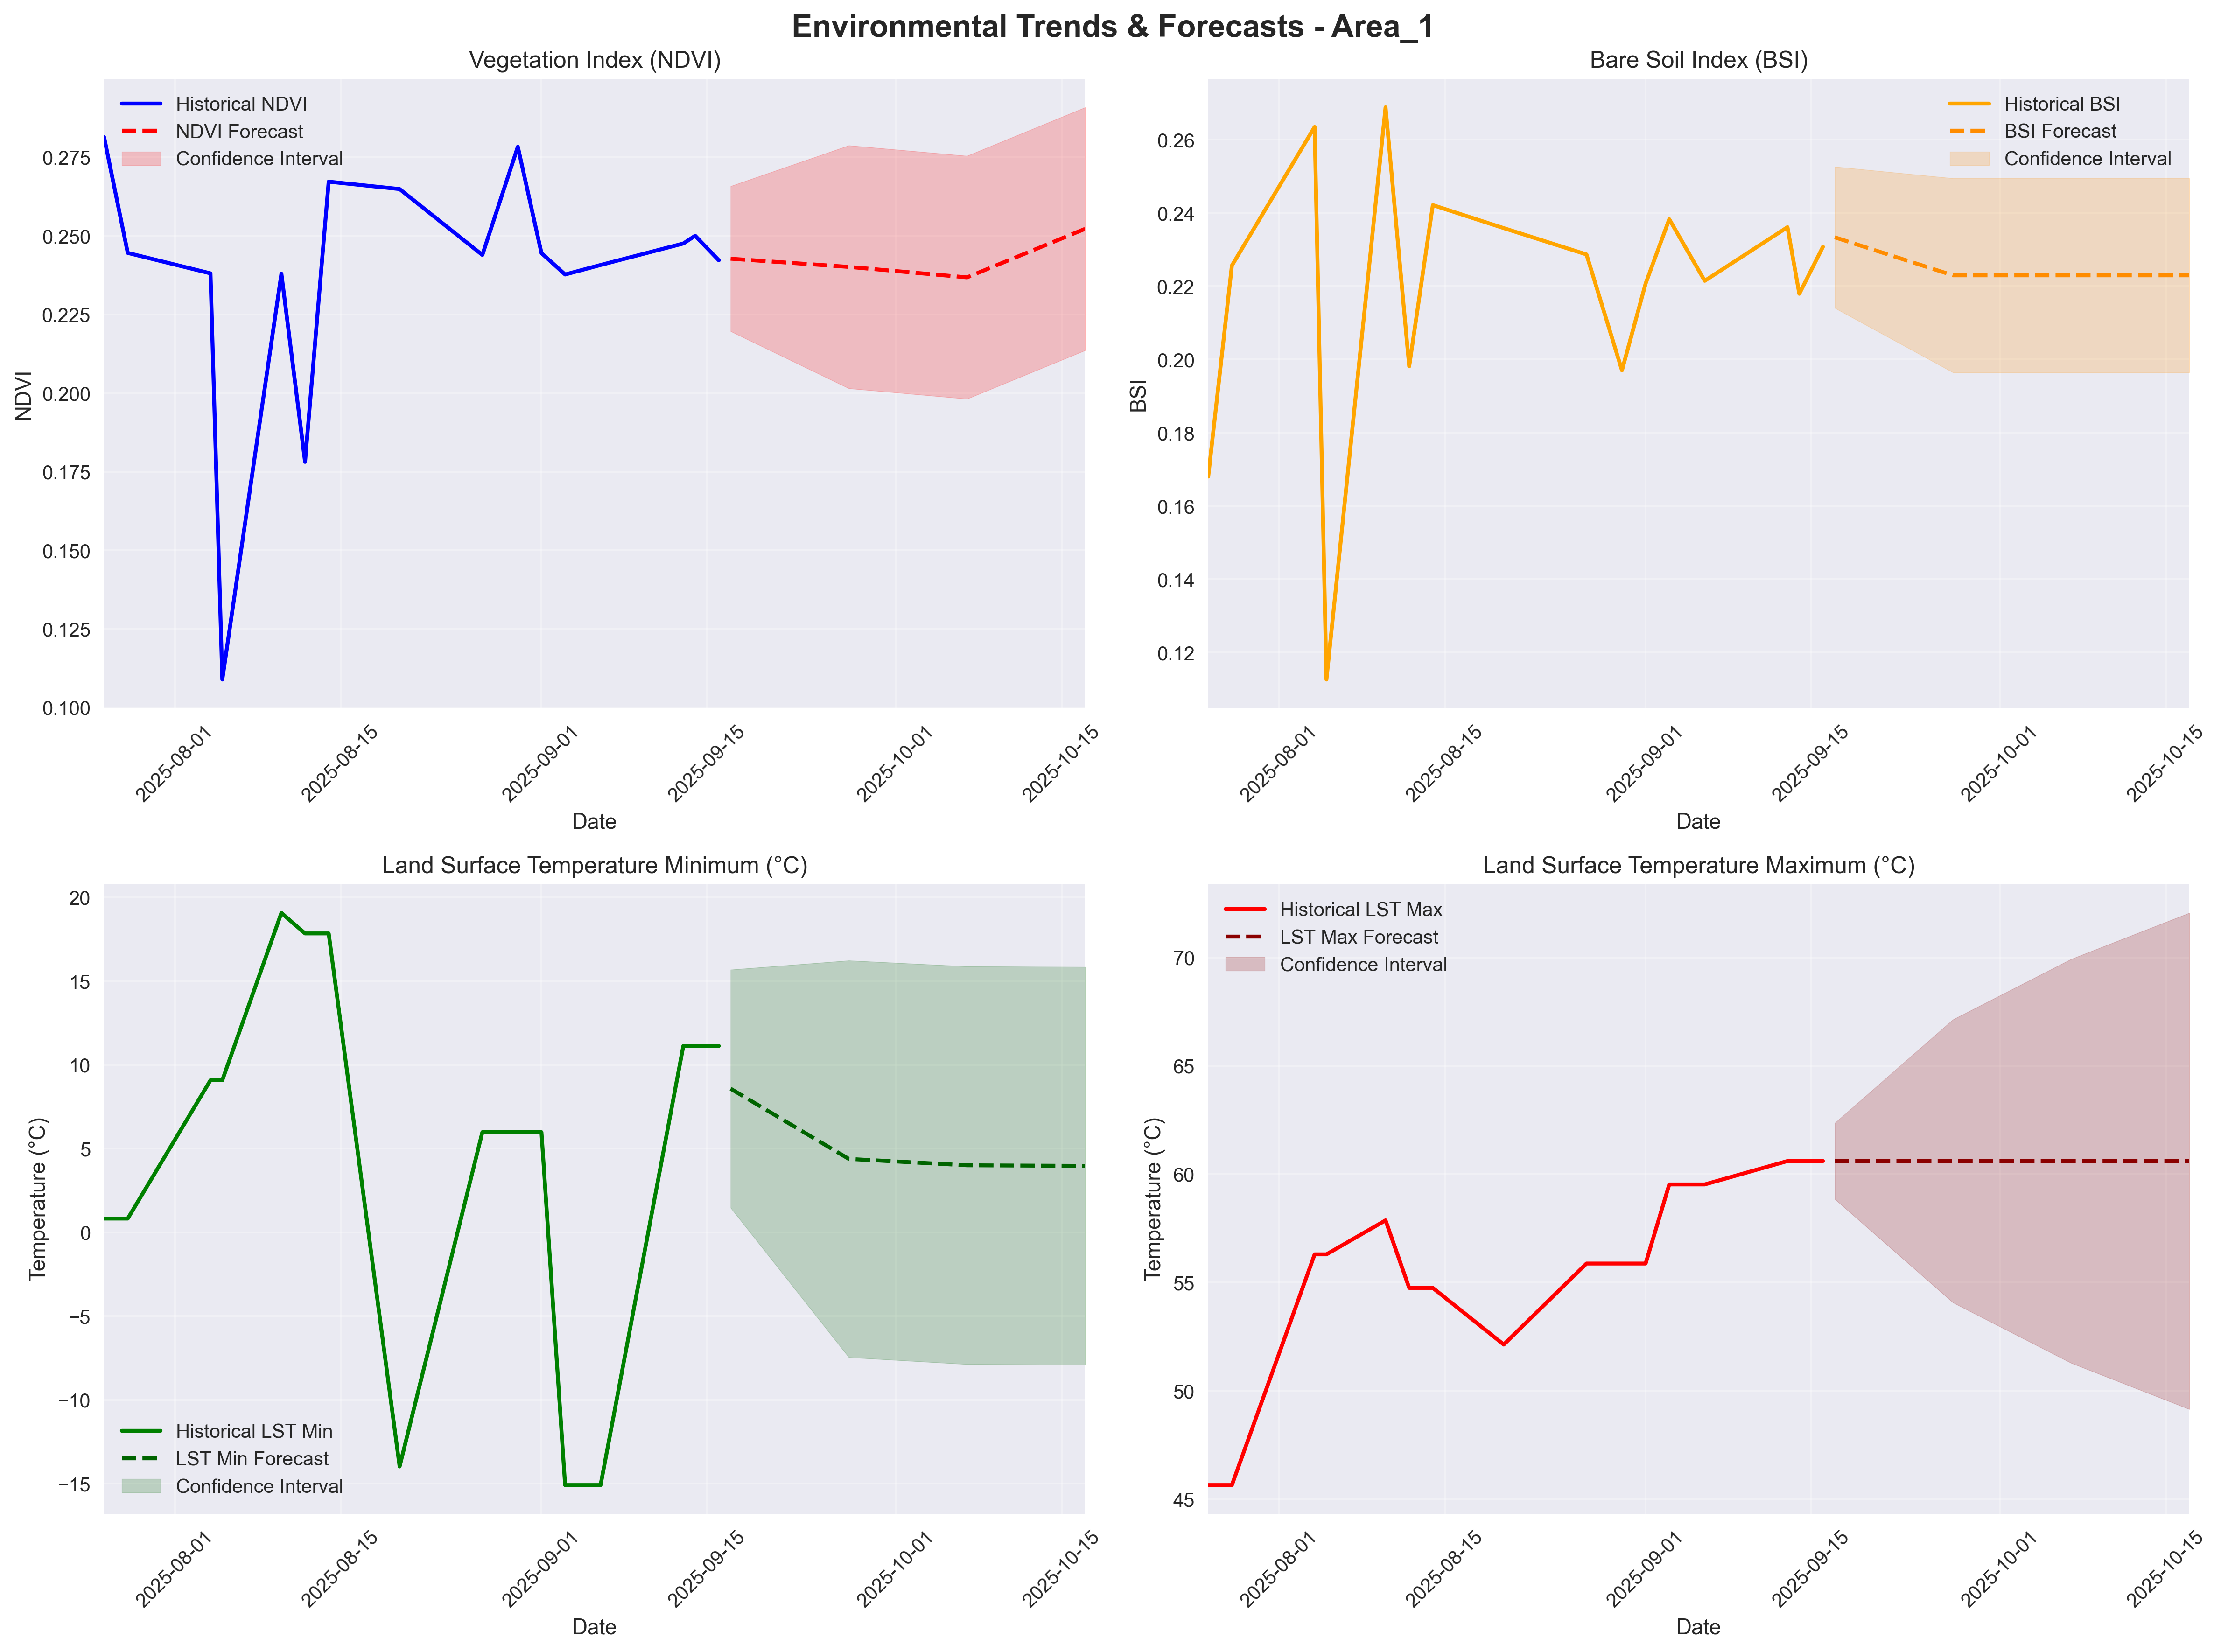 Environmental Trends & Forecasts - Area_1
Vegetation Index (NDVI)
Historical NDVI
NDVI Forecast
Confidence Interval
NDVI
0.275
0.250
0.225
0.200
0.175
0.150
0.125
0.100
2025-08-01
2025-08-15
2025-09-01
2025-09-15
2025-10-01
2025-10-15
Date
Bare Soil Index (BSI)
Historical BSI
BSI Forecast
Confidence Interval
BSI
0.26
0.24
0.22
0.20
0.18
0.16
0.14
0.12
2025-08-01
2025-08-15
2025-09-01
2025-09-15
2025-10-01
2025-10-15
Date
Land Surface Temperature Minimum (°C)
Temperature (°C)
20
15
10
5
0
−5
−10
−15
Historical LST Min
LST Min Forecast
Confidence Interval
2025-08-01
2025-08-15
2025-09-01
2025-09-15
2025-10-01
2025-10-15
Date
Land Surface Temperature Maximum (°C)
Historical LST Max
LST Max Forecast
Confidence Interval
Temperature (°C)
70
65
60
55
50
45
2025-08-01
2025-08-15
2025-09-01
2025-09-15
2025-10-01
2025-10-15
Date